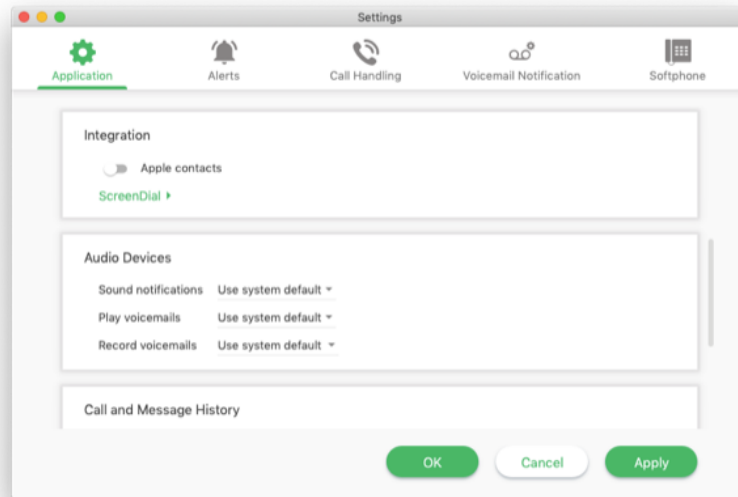 Settings
Application
Alerts
Call Handling
Voicemail Notification
Softphone
Integration
Apple contacts
ScreenDial
Audio Devices
Sound notifications Use system default
Play voicemails Use system default
Record voicemails Use system default
Call and Message History
OK
Cancel
Apply